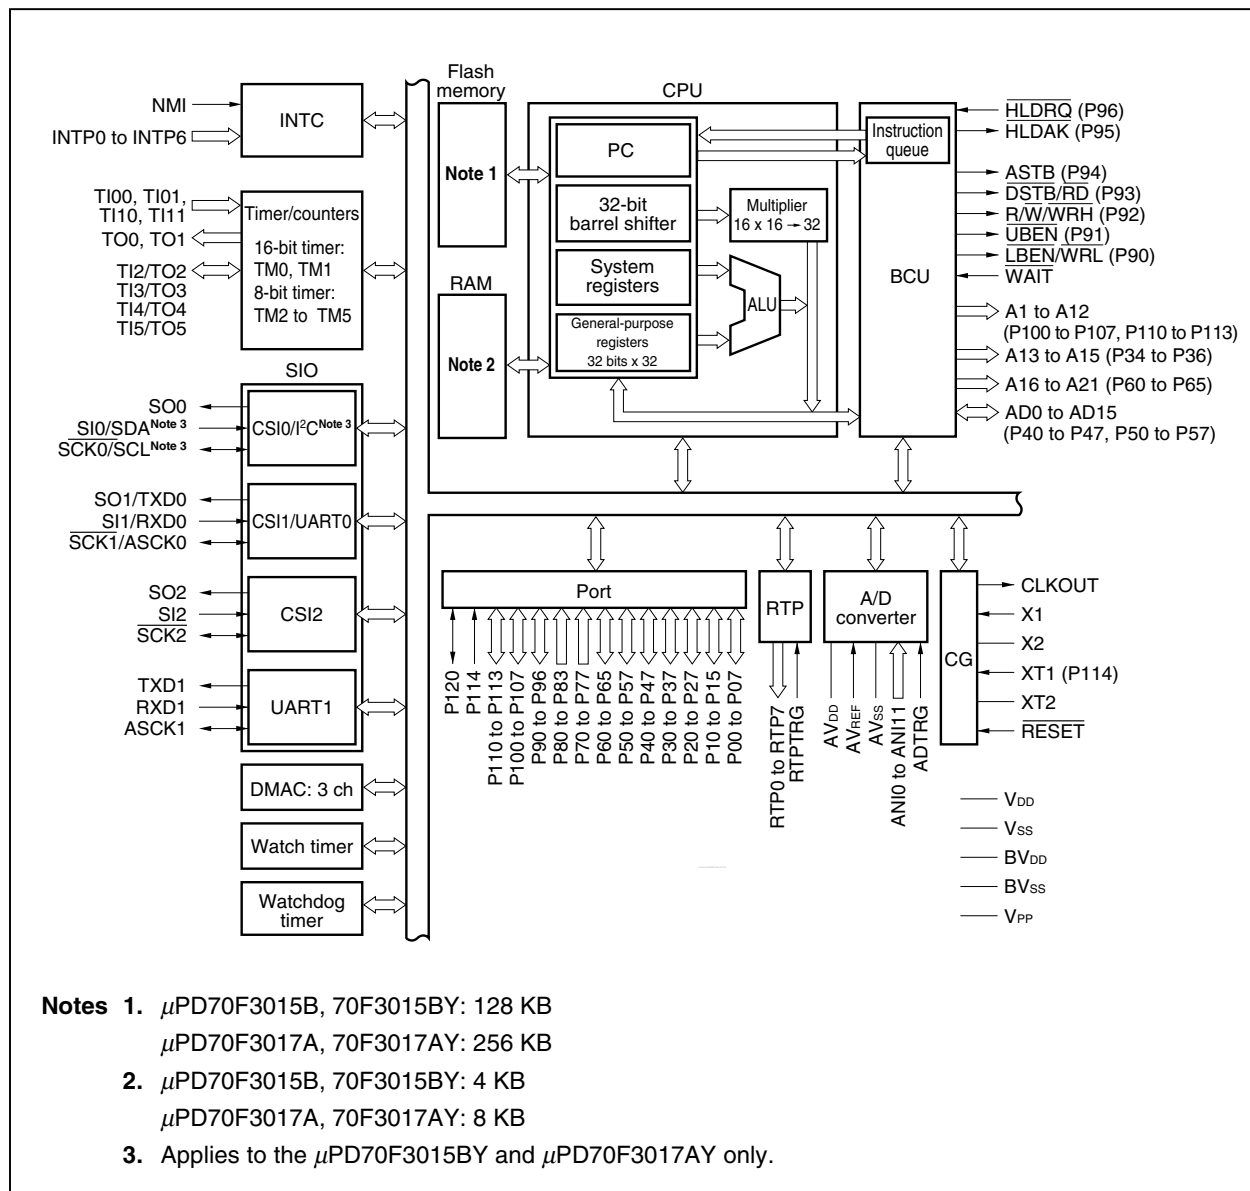 NMI
INTP0 to INTP6
INTC
TI00, TI01,
TI10, TI11
TO0, TO1
TI2/TO2
TI3/TO3
TI4/TO4
TI5/TO5
Timer/counters
16-bit timer:
TM0, TM1
8-bit timer:
TM2 to TM5
SIO
SO0
SI0/SDA Note 3
SCK0/SCL Note 3
CSI0/I²C Note 3
SO1/TXD0
SI1/RXD0
SCK1/ASCK0
CSI1/UART0
SO2
SI2
SCK2
CSI2
TXD1
RXD1
ASCK1
UART1
DMAC: 3 ch
Watch timer
Watchdog
timer
Flash
memory
Note 1
RAM
Note 2
CPU
PC
32-bit
barrel shifter
System
registers
General-purpose
registers
32 bits x 32
Multiplier
16 x 16 → 32
ALU
Instruction
queue
BCU
HLDRQ (P96)
HLDAK (P95)
ASTB (P94)
DSTB/RD (P93)
R/W/WRH (P92)
UBEN (P91)
LBEN/WRL (P90)
WAIT
A1 to A12
(P100 to P107, P110 to P113)
A13 to A15 (P34 to P36)
A16 to A21 (P60 to P65)
AD0 to AD15
(P40 to P47, P50 to P57)
Port
P120
P114
P110 to P113
P100 to P107
P90 to P96
P80 to P83
P70 to P77
P60 to P65
P50 to P57
P40 to P47
P30 to P37
P20 to P27
P10 to P15
P00 to P07
RTP
RTP0 to RTP7
RTPTRG
A/D
converter
AVDD
AVREF
AVSS
ANI0 to ANI11
ADTRG
CG
CLKOUT
X1
X2
XT1 (P114)
XT2
RESET
VDD
VSS
BVDD
BVSS
VPP
Notes 1. μPD70F3015B, 70F3015BY: 128 KB
μPD70F3017A, 70F3017AY: 256 KB
2. μPD70F3015B, 70F3015BY: 4 KB
μPD70F3017A, 70F3017AY: 8 KB
3. Applies to the μPD70F3015BY and μPD70F3017AY only.